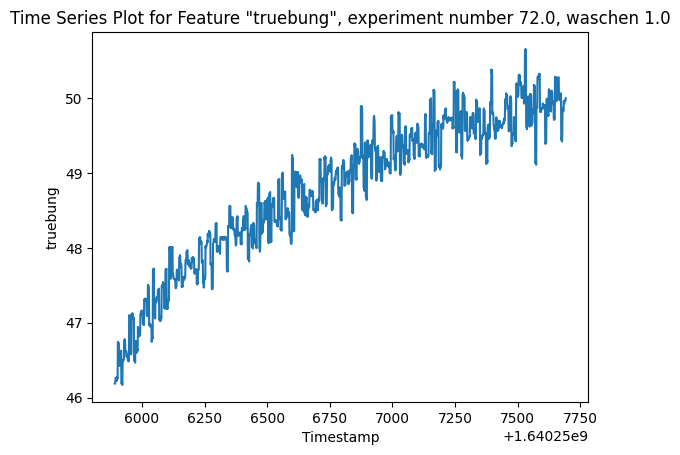 Time Series Plot for Feature "truebung", experiment number 72.0, waschen 1.0
50
49
48
47
46
truebung
6000 6250 6500 6750 7000 7250 7500 7750
Timestamp
+1.64025e9